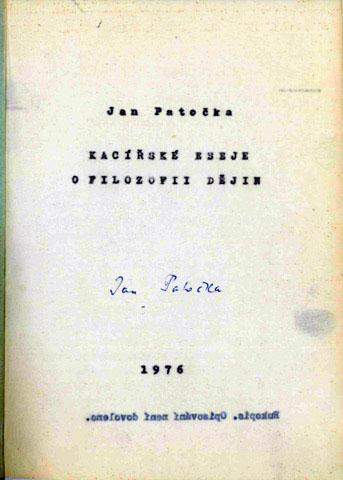 Jan Patočka
KACÍŘSKÉ ESEJE
O FILOZOFII DĚJIN
Jan Patočka
1976
Rukopis. Opisování není dovoleno.